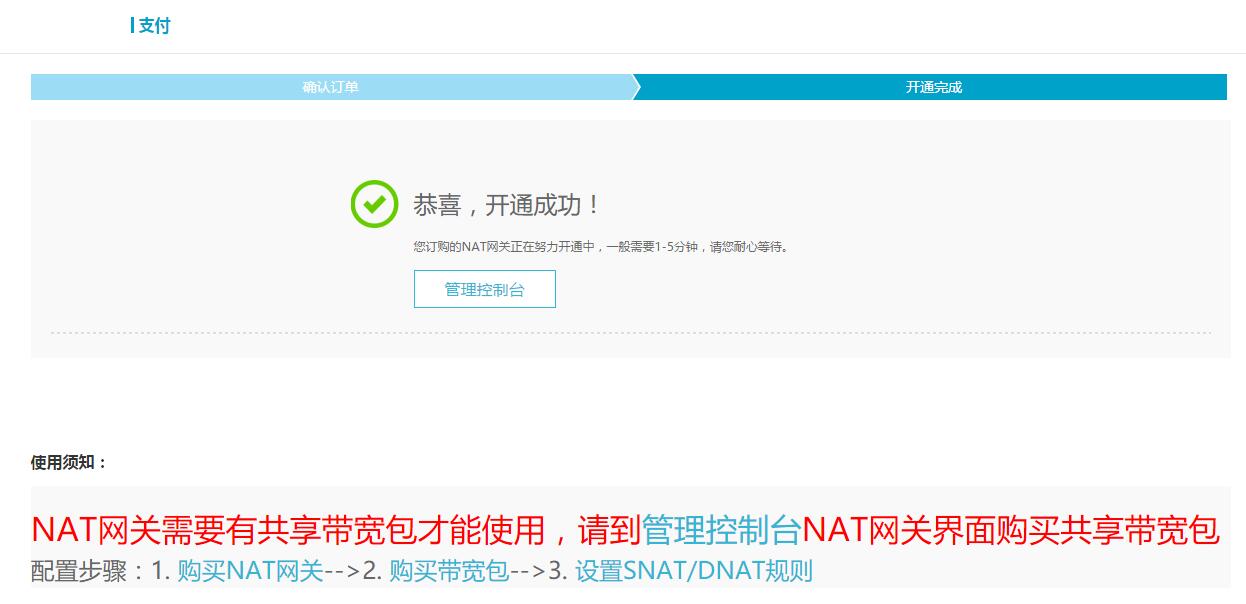 支付
确认订单
开通完成
恭喜，开通成功！
您订购的NAT网关正在努力开通中，一般需要1-5分钟，请您耐心等待。
管理控制台
使用须知：
NAT网关需要有共享带宽包才能使用，请到管理控制台NAT网关界面购买共享带宽包
配置步骤：1. 购买NAT网关-->2. 购买带宽包-->3. 设置SNAT/DNAT规则